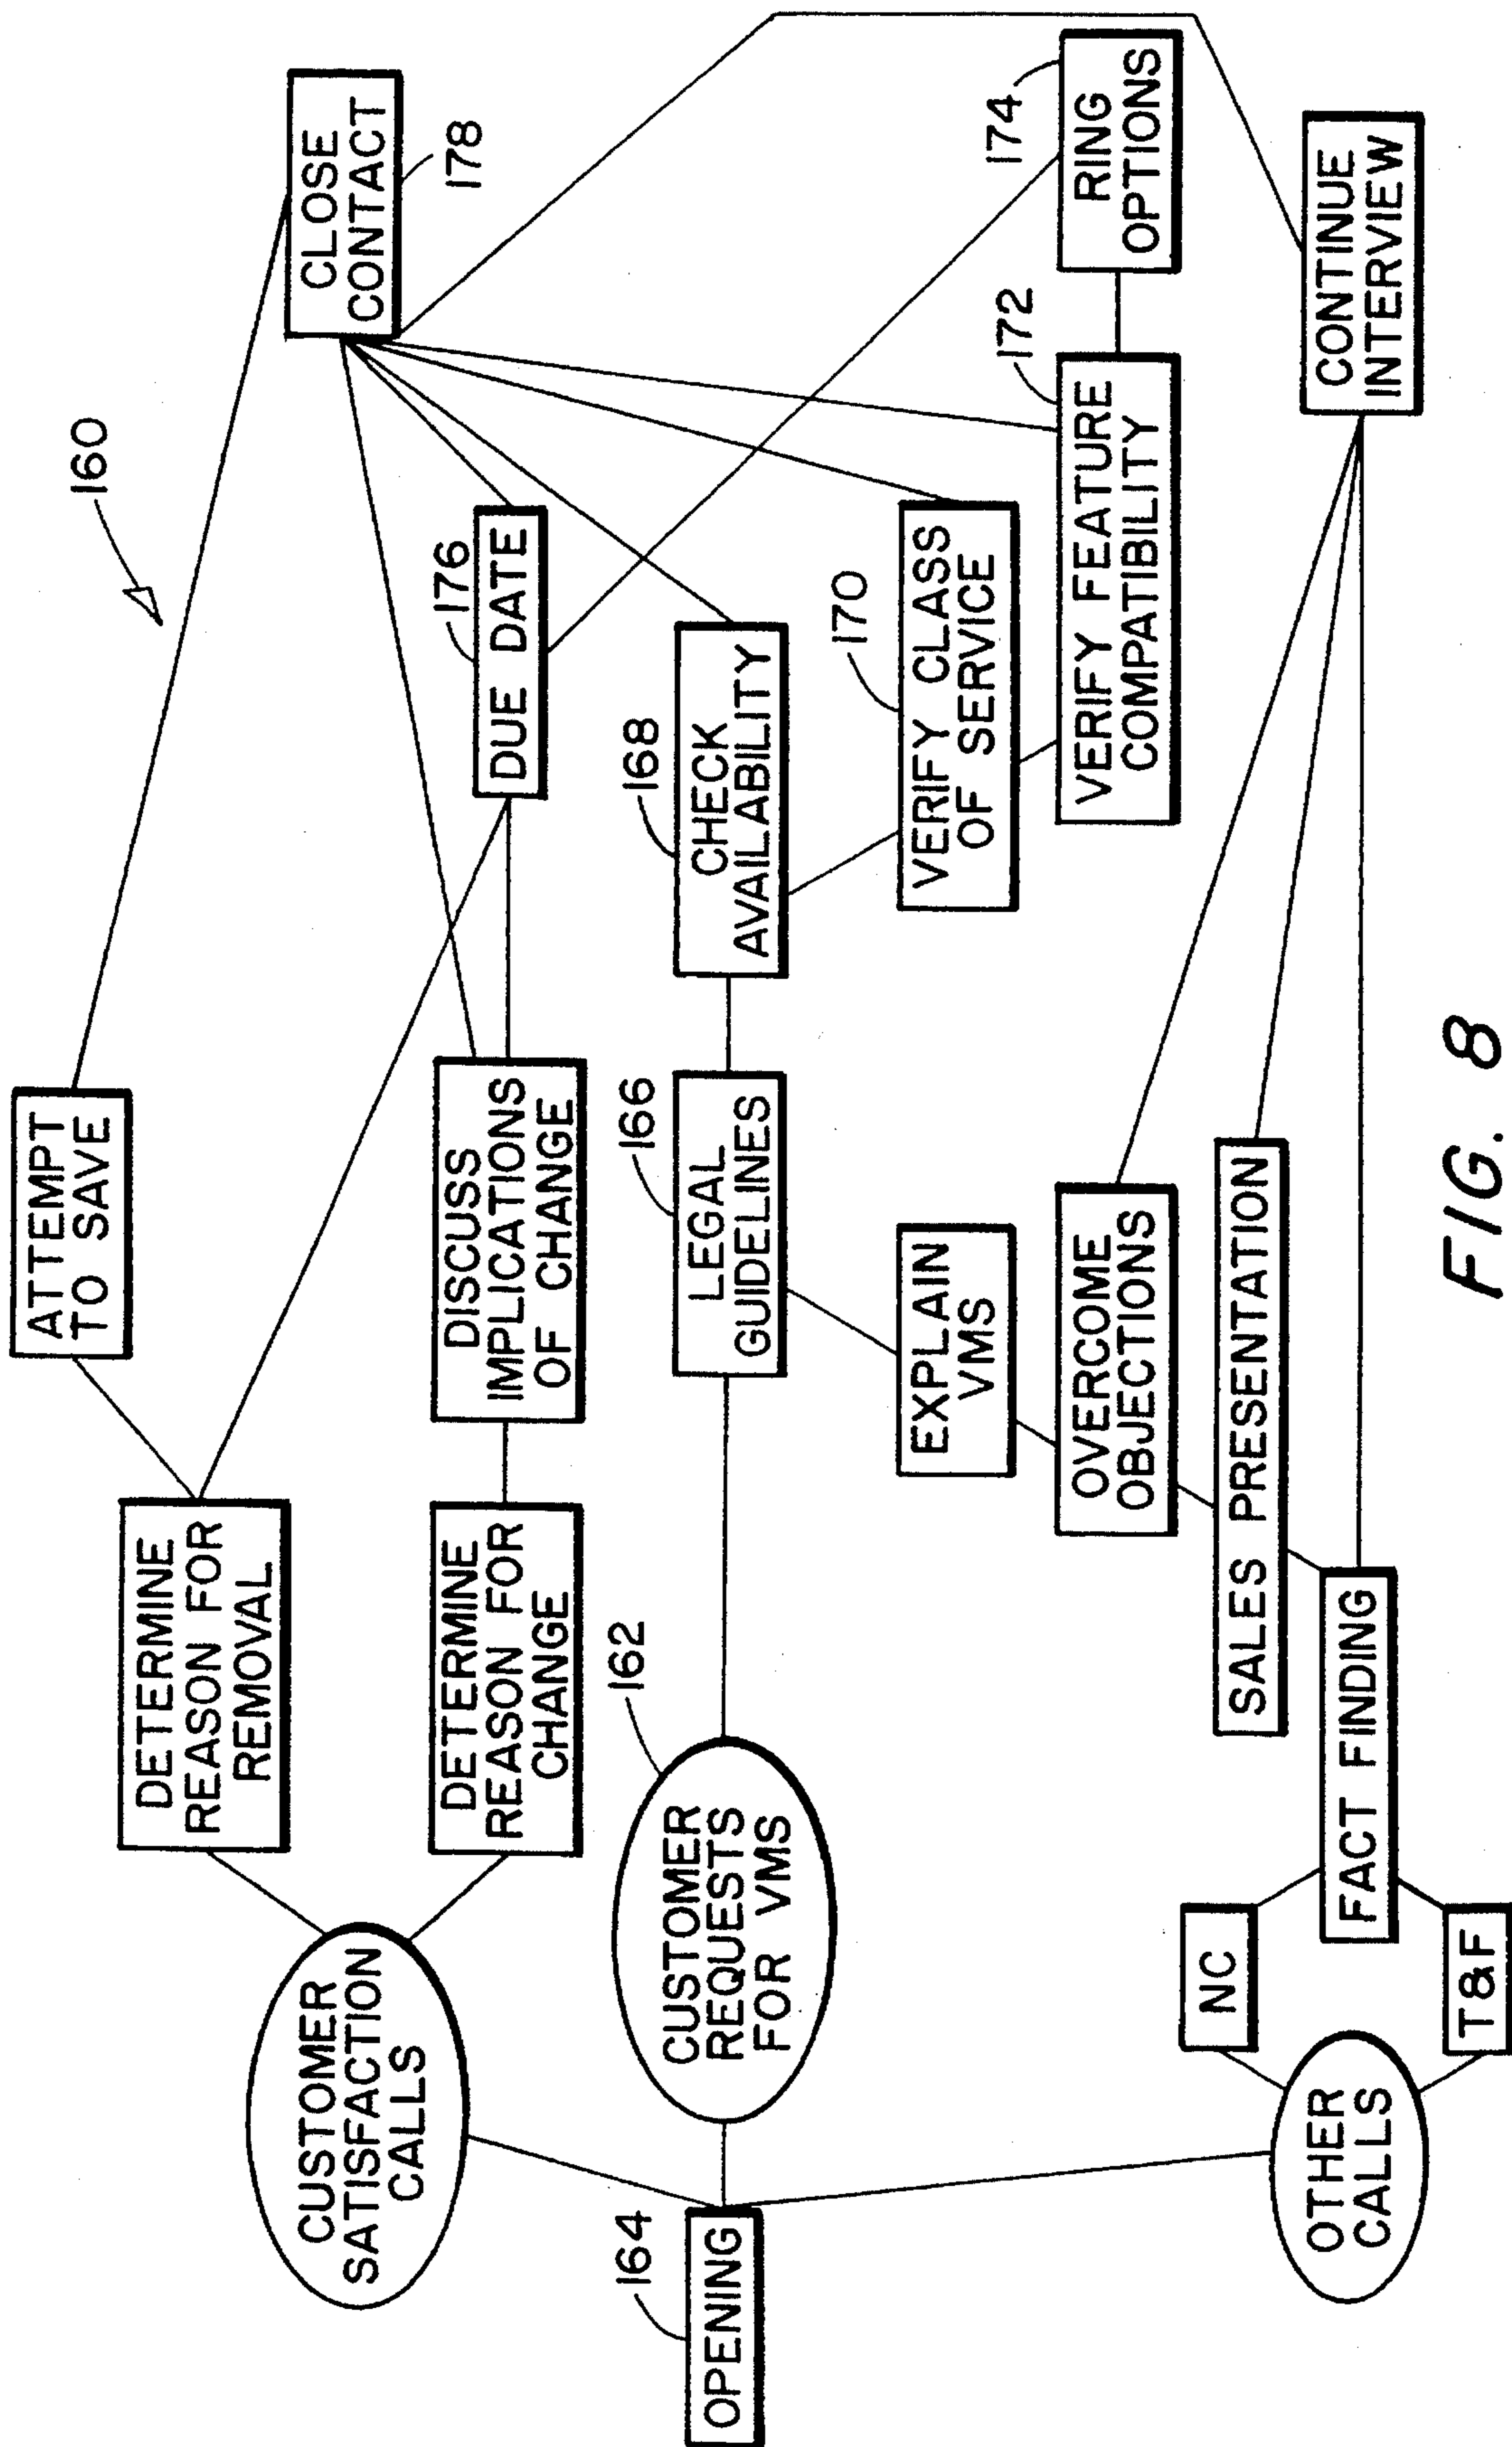 160
ATTEMPT
TO SAVE
CLOSE
CONTACT
178
DETERMINE
REASON FOR
REMOVAL
CUSTOMER
SATISFACTION
CALLS
DETERMINE
REASON FOR
CHANGE
DISCUSS
IMPLICATIONS
OF CHANGE
176
DUE DATE
164
OPENING
162
CUSTOMER
REQUESTS
FOR VMS
166
LEGAL
GUIDELINES
168
CHECK
AVAILABILITY
170
VERIFY CLASS
OF SERVICE
EXPLAIN
VMS
172
VERIFY FEATURE
COMPATIBILITY
174
RING
OPTIONS
OVERCOME
OBJECTIONS
SALES PRESENTATION
NC
OTHER
CALLS
FACT FINDING
T&F
CONTINUE
INTERVIEW
FIG. 8